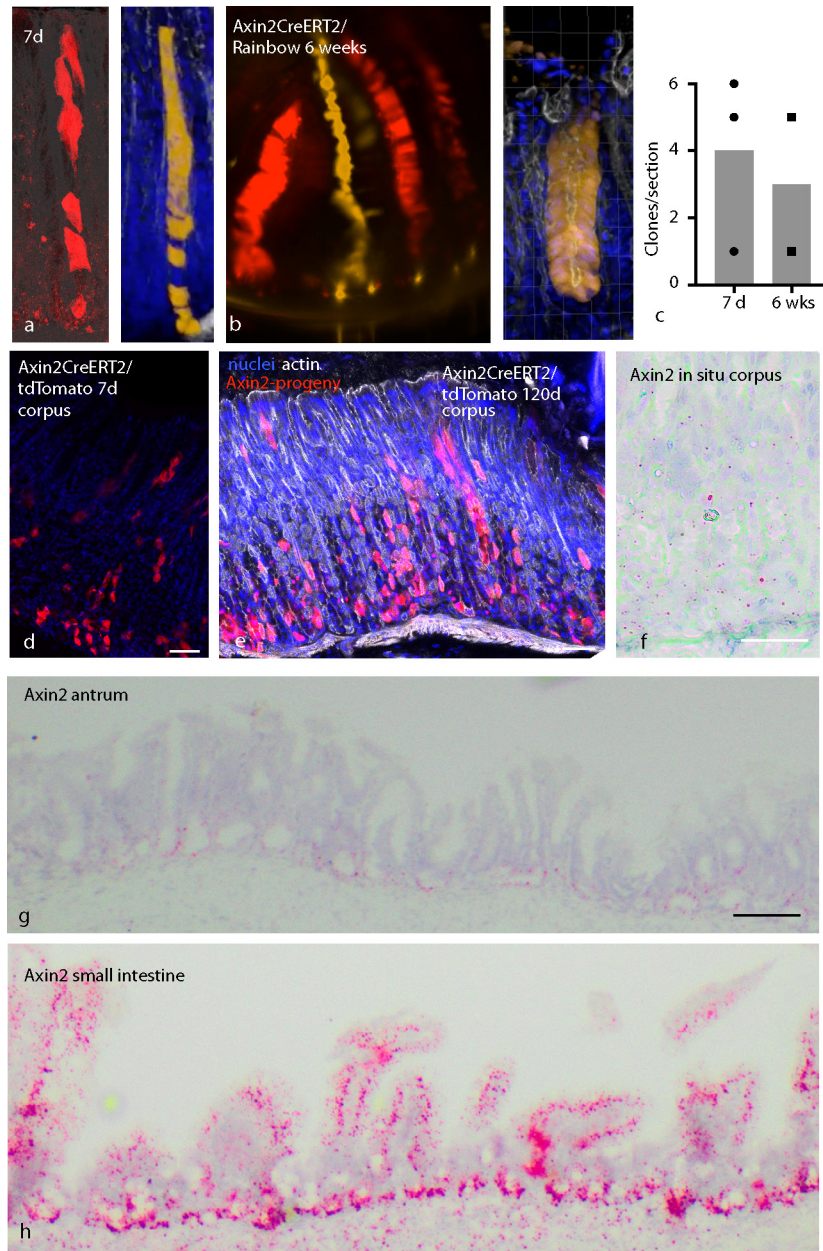 7d
a
Axin2CreERT2/
Rainbow 6 weeks
b
6
4
2
0
Clones/section
7 d
6 wks
c
Axin2CreERT2/
tdTomato 7d
corpus
d
nuclei actin
Axin2-progeny
Axin2CreERT2/
tdTomato 120d
corpus
e
Axin2 in situ corpus
f
Axin2 antrum
g
Axin2 small intestine
h